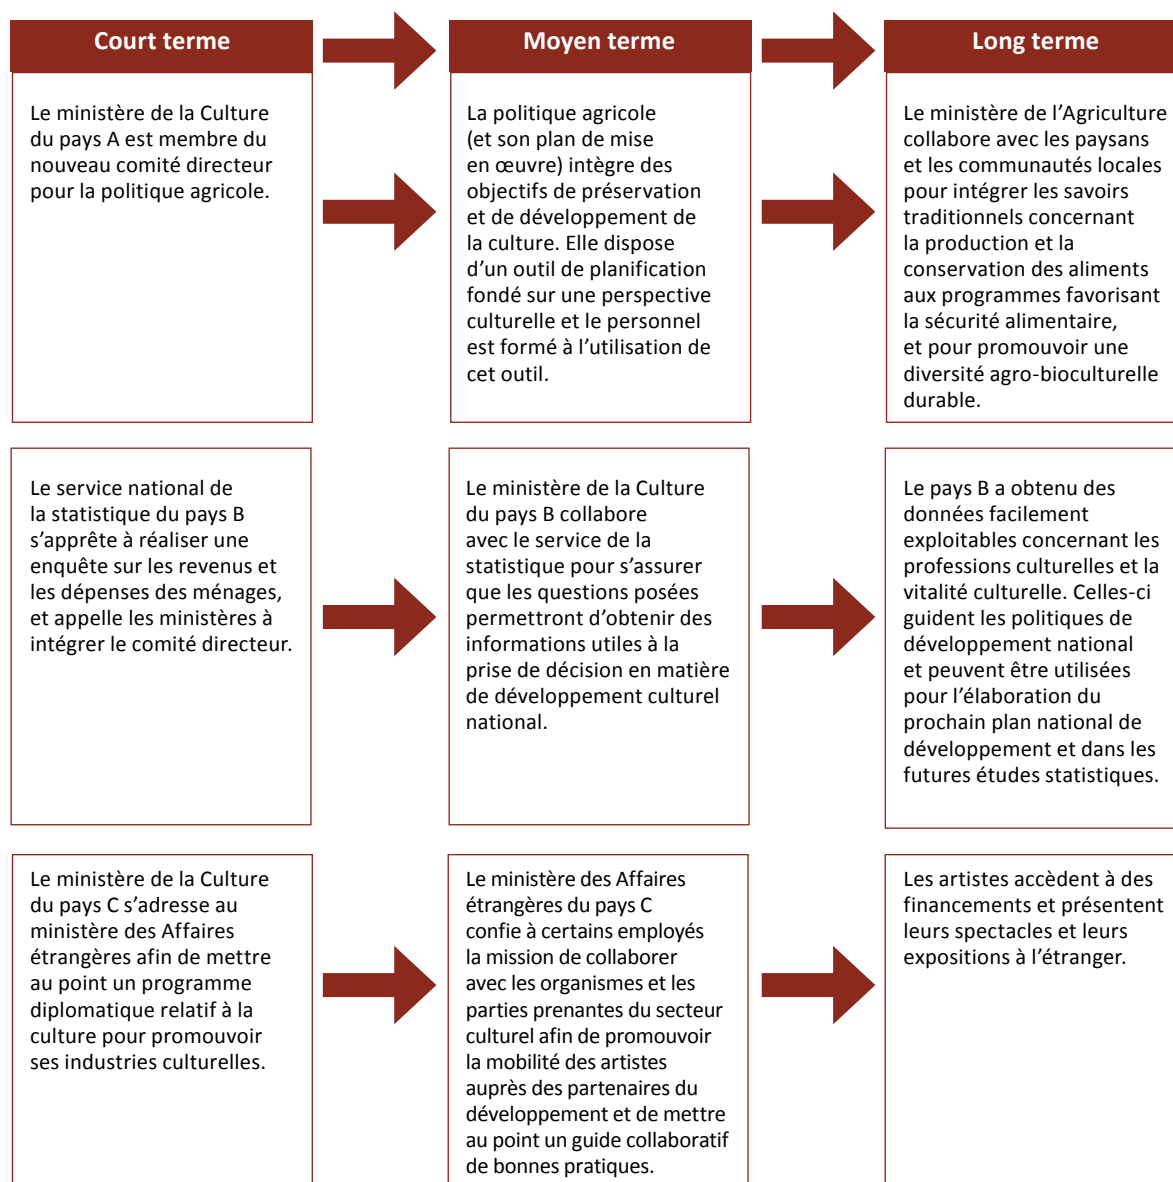 Court terme
Moyen terme
Long terme
Le ministère de la Culture
du pays A est membre du
nouveau comité directeur
pour la politique agricole.
La politique agricole
(et son plan de mise
en œuvre) intègre des
objectifs de préservation
et de développement de
la culture. Elle dispose
d’un outil de planification
fondé sur une perspective
culturelle et le personnel
est formé à l’utilisation de
cet outil.
Le ministère de l’Agriculture
collabore avec les paysans
et les communautés locales
pour intégrer les savoirs
traditionnels concernant
la production et la
conservation des aliments
aux programmes favorisant
la sécurité alimentaire,
et pour promouvoir une
diversité agro-bioculturelle
durable.
Le service national de
la statistique du pays B
s’apprête à réaliser une
enquête sur les revenus et
les dépenses des ménages,
et appelle les ministères à
intégrer le comité directeur.
Le ministère de la Culture
du pays B collabore
avec le service de la
statistique pour s’assurer
que les questions posées
permettront d’obtenir des
informations utiles à la
prise de décision en matière
de développement culturel
national.
Le pays B a obtenu des
données facilement
exploitables concernant les
professions culturelles et la
vitalité culturelle. Celles-ci
guident les politiques de
développement national
et peuvent être utilisées
pour l’élaboration du
prochain plan national de
développement et dans les
futures études statistiques.
Le ministère de la Culture
du pays C s’adresse au
ministère des Affaires
étrangères afin de mettre
au point un programme
diplomatique relatif à la
culture pour promouvoir
ses industries culturelles.
Le ministère des Affaires
étrangères du pays C
confie à certains employés
la mission de collaborer
avec les organismes et les
parties prenantes du secteur
culturel afin de promouvoir
la mobilité des artistes
auprès des partenaires du
développement et de mettre
au point un guide collaboratif
de bonnes pratiques.
Les artistes accèdent à des
financements et présentent
leurs spectacles et leurs
expositions à l’étranger.